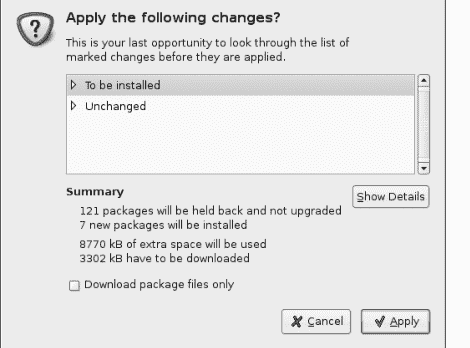 Apply the following changes?
This is your last opportunity to look through the list of
marked changes before they are applied.
To be installed
Unchanged
Summary
Show Details
121 packages will be held back and not upgraded
7 new packages will be installed
8770 kB of extra space will be used
3302 kB have to be downloaded
Download package files only
Cancel
Apply